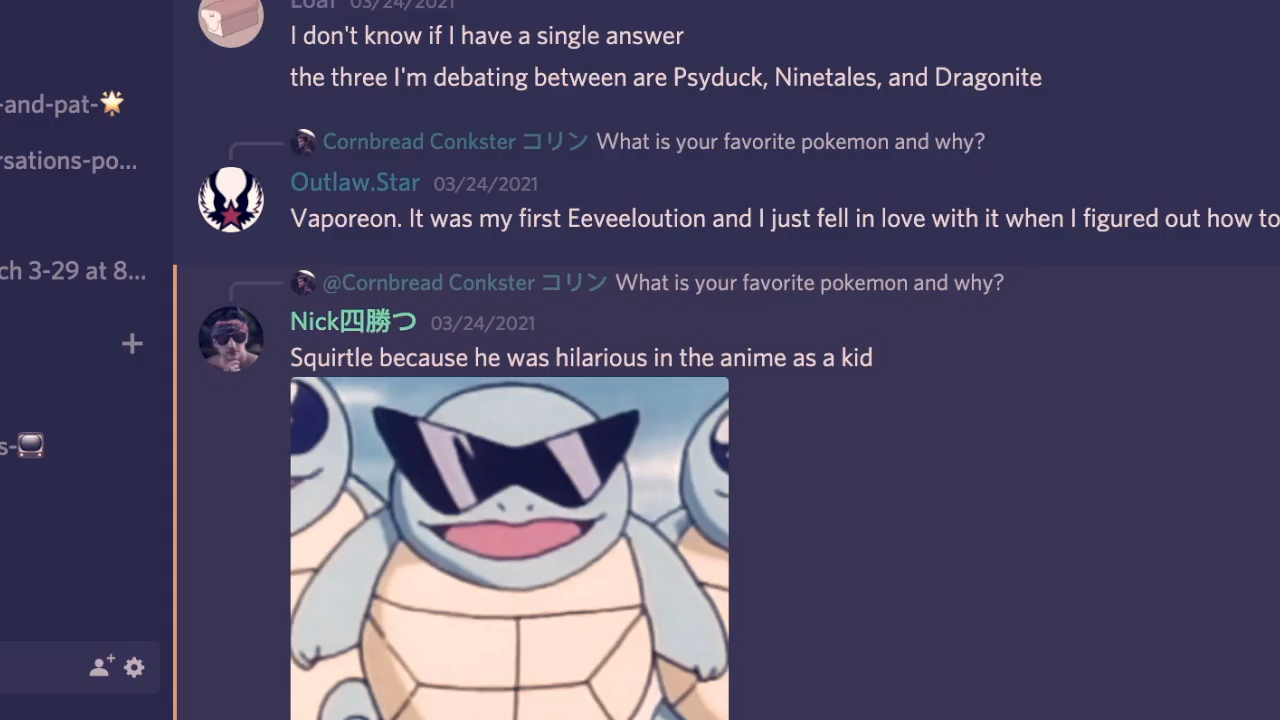 Loaf 03/24/2021
I don't know if I have a single answer
the three I'm debating between are Psyduck, Ninetales, and Dragonite
-and-pat-🌟
Cornbread Conkster コリン What is your favorite pokemon and why?
rsations-po...
Outlaw.Star 03/24/2021
Vaporeon. It was my first Eeveeloution and I just fell in love with it when I figured out how to
ch 3-29 at 8...
@Cornbread Conkster コリン What is your favorite pokemon and why?
Nick四勝つ 03/24/2021
Squirtle because he was hilarious in the anime as a kid
s-📺